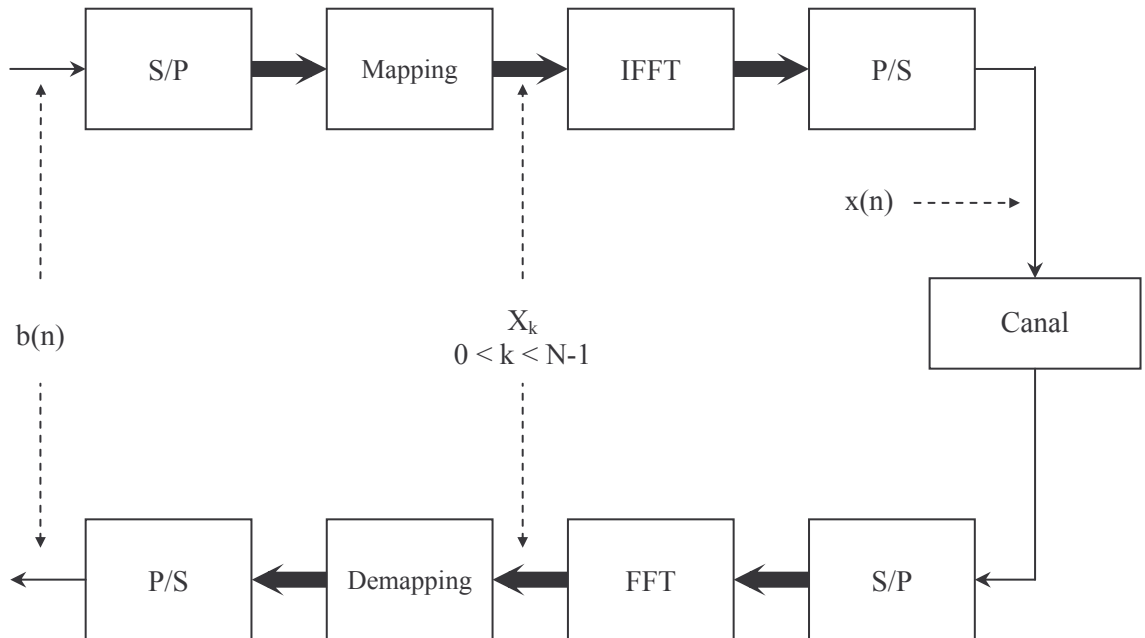 S/P
Mapping
IFFT
P/S
x(n)
Canal
b(n)
X_k
0 < k < N-1
P/S
Demapping
FFT
S/P